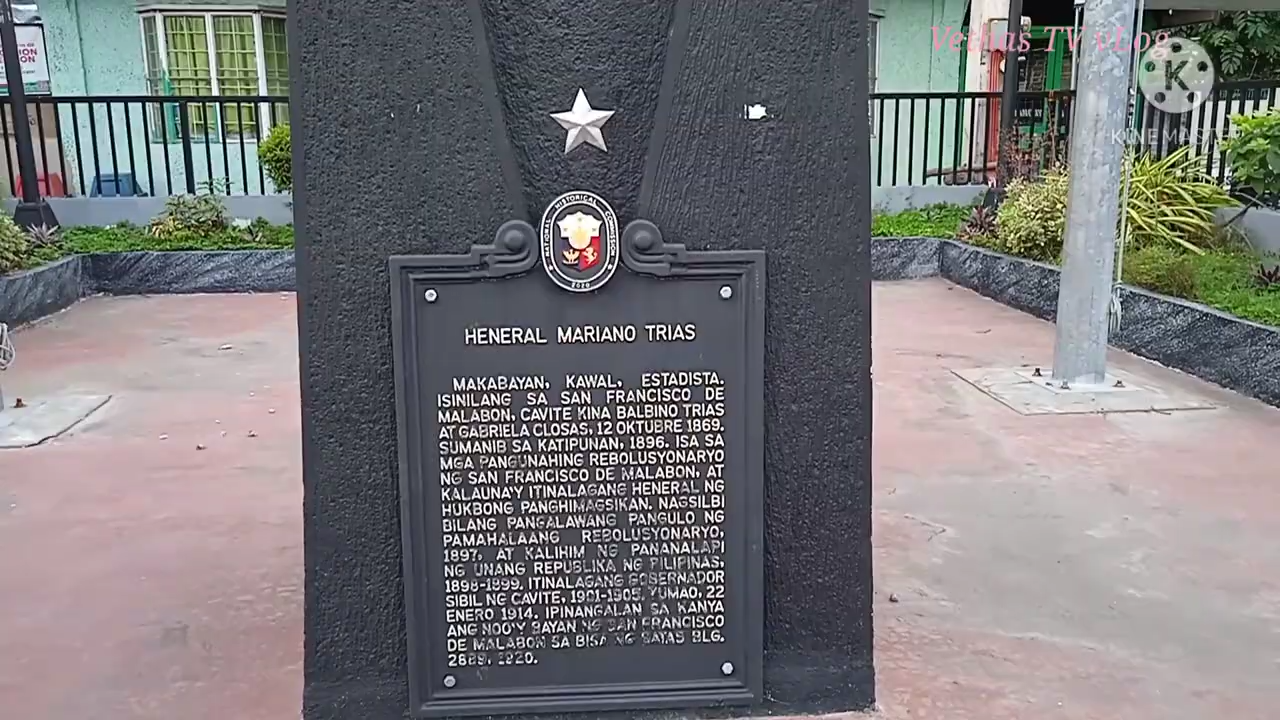 Vethas TV vLog
K
KINEMASTER
NATIONAL HISTORICAL COMMISSION
2020
HENERAL MARIANO TRIAS
MAKABAYAN, KAWAL, ESTADISTA.
ISINILANG SA SAN FRANCISCO DE
MALABON, CAVITE KINA BALBINO TRIAS
AT GABRIELA CLOSAS, 12 OKTUBRE 1869.
SUMANIB SA KATIPUNAN, 1896. ISA SA
MGA PANGUNAHING REBOLUSYONARYO
NG SAN FRANCISCO DE MALABON, AT
KALAUNA'Y ITINALAGANG HENERAL NG
HUKBONG PANGHIMAGSIKAN. NAGSILBI
BILANG PANGALAWANG PANGULO NG
PAMAHALAANG REBOLUSYONARYO,
1897, AT KALIHIM NG PANANALAPI
NG UNANG REPUBLIKA NG PILIPINAS,
1898-1899. ITINALAGANG GOBERNADOR
SIBIL NG CAVITE, 1901-1905. YUMAO, 22
ENERO 1914. IPINANGALAN SA KANYA
ANG NOO'Y BAYAN NG SAN FRANCISCO
DE MALABON SA BISA NG BATAS BLG.
2889, 1920.